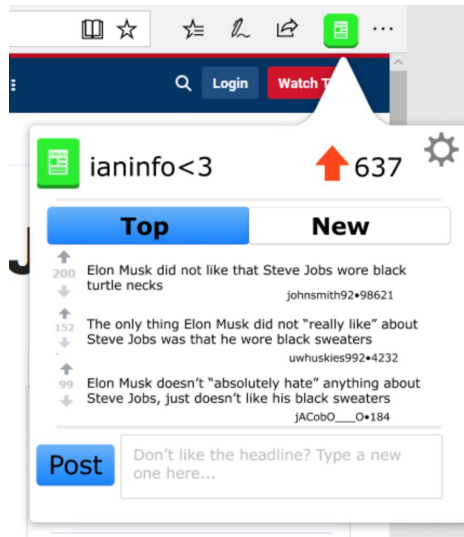 Login
Watch T
ianinfo<3
637
Top
New
200
Elon Musk did not like that Steve Jobs wore black
turtle necks
johnsmith92•98621
152
The only thing Elon Musk did not “really like” about
Steve Jobs was that he wore black sweaters
uwhuskies992•4232
99
Elon Musk doesn’t “absolutely hate” anything about
Steve Jobs, just doesn’t like his black sweaters
jACobO___O•184
Post
Don’t like the headline? Type a new
one here...
J